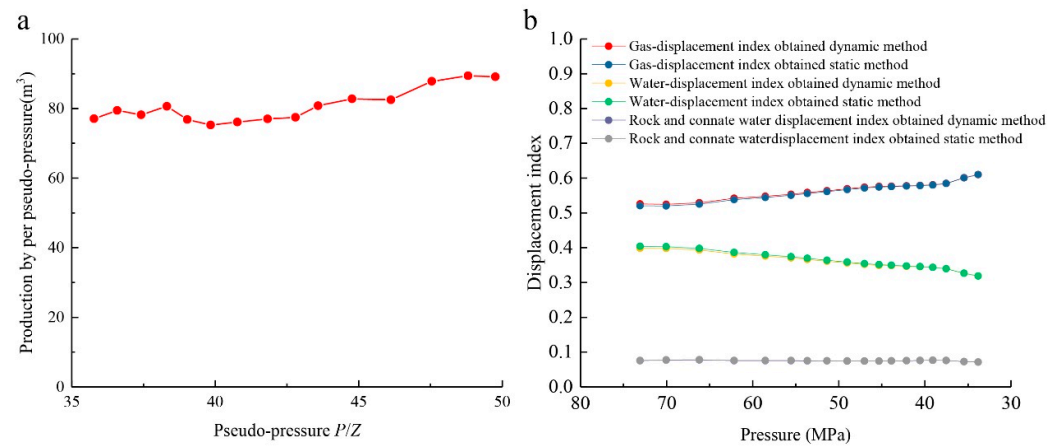 a
Production by per pseudo-pressure(m³)
100
80
60
40
20
0
35
40
45
50
Pseudo-pressure P/Z
b
Displacement index
1.0
0.9
0.8
0.7
0.6
0.5
0.4
0.3
0.2
0.1
0.0
Gas-displacement index obtained dynamic method
Gas-displacement index obtained static method
Water-displacement index obtained dynamic method
Water-displacement index obtained static method
Rock and connate water displacement index obtained dynamic method
Rock and connate waterdisplacement index obtained static method
80
70
60
50
40
30
Pressure (MPa)